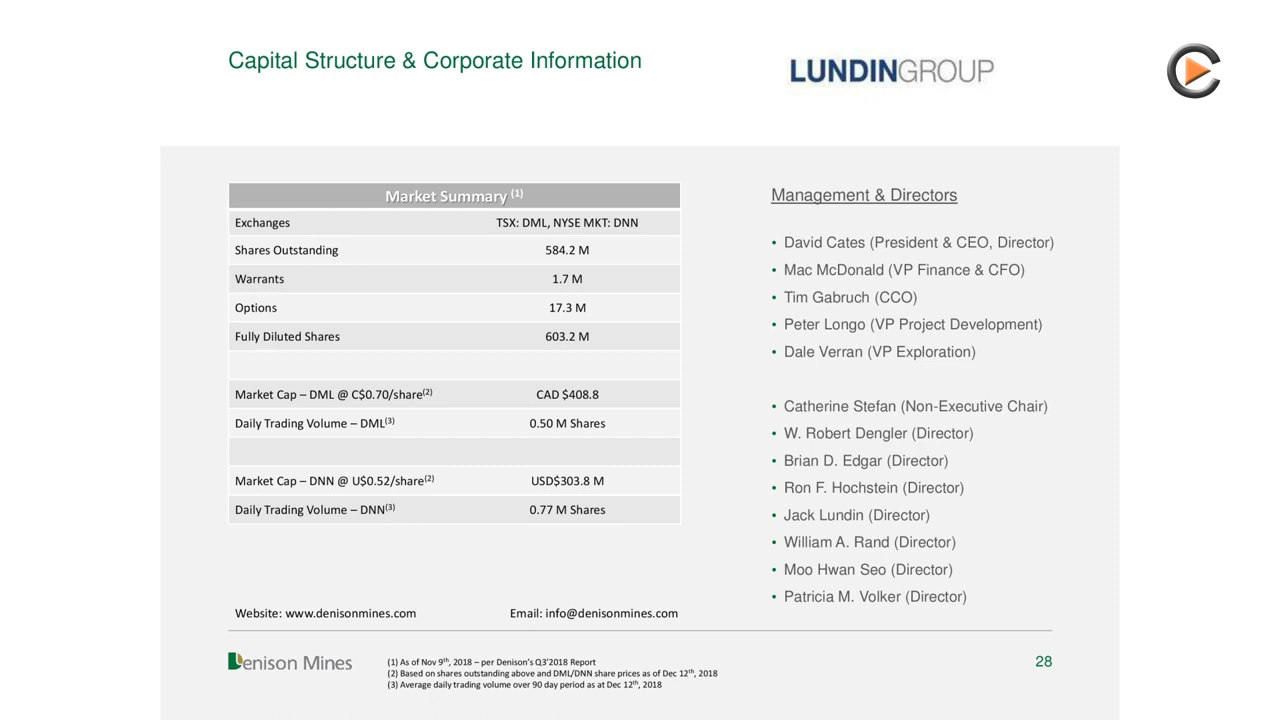 Capital Structure & Corporate Information
LUNDINGROUP
Market Summary (1)
Exchanges TSX: DML, NYSE MKT: DNN
Shares Outstanding 584.2 M
Warrants 1.7 M
Options 17.3 M
Fully Diluted Shares 603.2 M
Market Cap – DML @ C$0.70/share(2) CAD $408.8
Daily Trading Volume – DML(3) 0.50 M Shares
Market Cap – DNN @ U$0.52/share(2) USD$303.8 M
Daily Trading Volume – DNN(3) 0.77 M Shares
Website: www.denisonmines.com Email: info@denisonmines.com
Management & Directors
• David Cates (President & CEO, Director)
• Mac McDonald (VP Finance & CFO)
• Tim Gabruch (CCO)
• Peter Longo (VP Project Development)
• Dale Verran (VP Exploration)
• Catherine Stefan (Non-Executive Chair)
• W. Robert Dengler (Director)
• Brian D. Edgar (Director)
• Ron F. Hochstein (Director)
• Jack Lundin (Director)
• William A. Rand (Director)
• Moo Hwan Seo (Director)
• Patricia M. Volker (Director)
Denison Mines
(1) As of Nov 9th, 2018 – per Denison's Q3'2018 Report
(2) Based on shares outstanding above and DML/DNN share prices as of Dec 12th, 2018
(3) Average daily trading volume over 90 day period as at Dec 12th, 2018
28